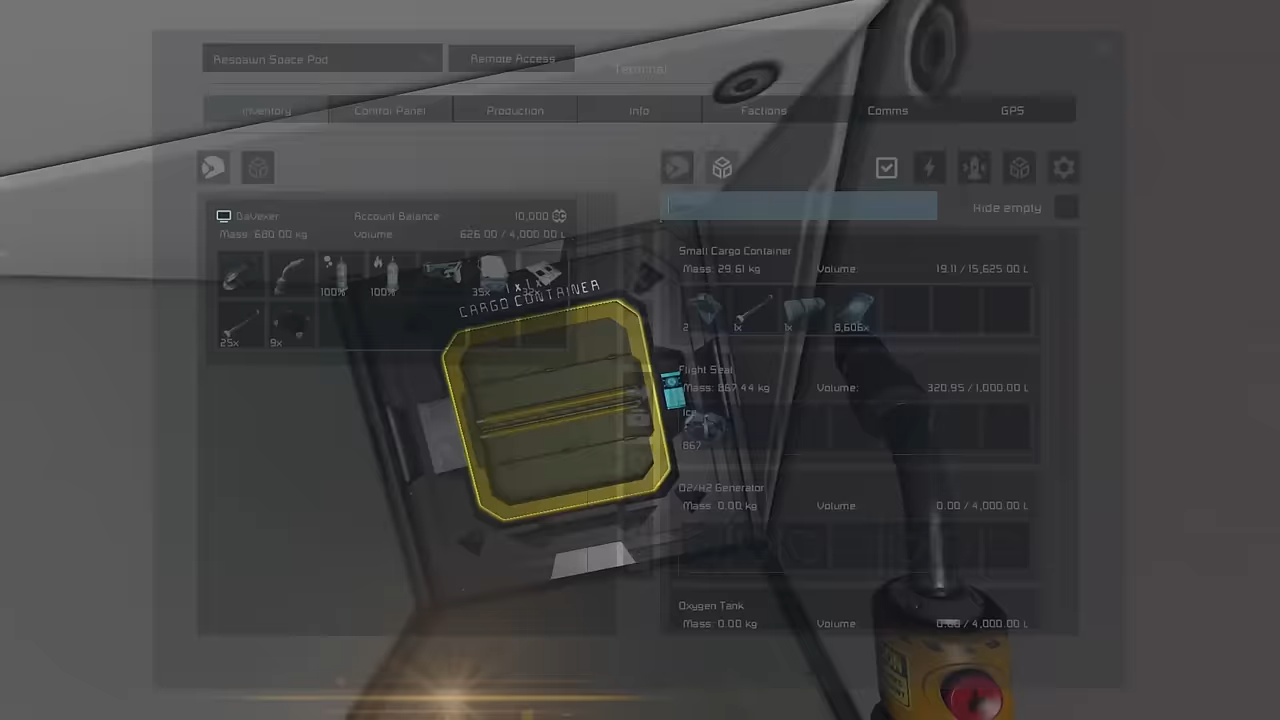 Respawn Space Pod
Remote Access
Terminal
Inventory
Control Panel
Production
Info
Factions
Comms
GPS
DaVexer
Account Balance
10,000
Mass: 680.00 kg
Volume:
626.00 / 4,000.00 L
100%
100%
35x
25x
9x
1 x 1
CARGO CONTAINER
Hide empty
Small Cargo Container
Mass: 29.61 kg
Volume:
19.11 / 15,625.00 L
2
1x
1x
8,606x
Flight Seat
Mass: 867.44 kg
Volume:
320.95 / 1,000.00 L
Ice
867
O2/H2 Generator
Mass: 0.00 kg
Volume:
0.00 / 4,000.00 L
Oxygen Tank
Mass: 0.00 kg
Volume:
0.00 / 4,000.00 L